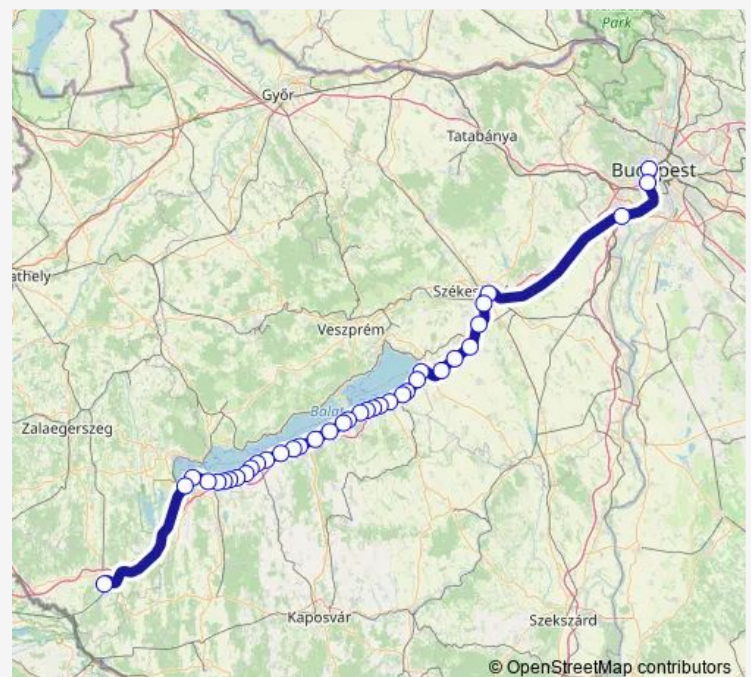 Park
Győr
Tatabánya
Budapest
athely
Székes
Veszprém
Balat
Zalaegerszeg
Kaposvár
Szekszárd
© OpenStreetMap contributors